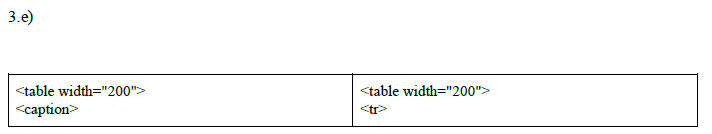 3.e)
<table width="200">
<caption>
<table width="200">
<tr>